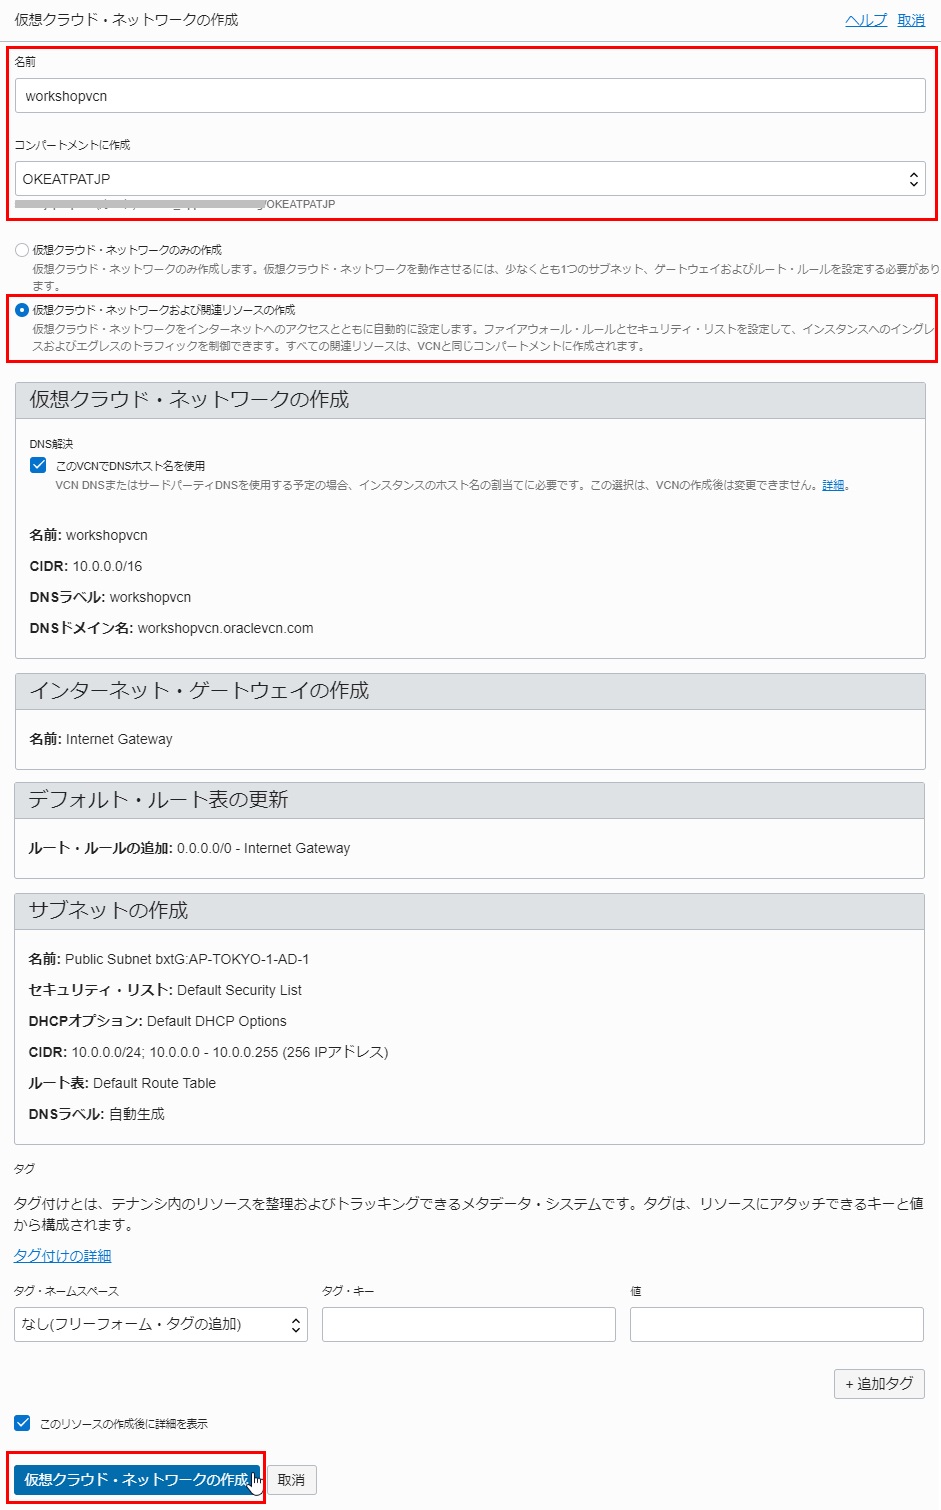 仮想クラウド・ネットワークの作成
ヘルプ 取消
名前
workshopvcn
コンパートメントに作成
OKEATPATJP
/OKEATPATJP
仮想クラウド・ネットワークのみの作成
仮想クラウド・ネットワークのみ作成します。仮想クラウド・ネットワークを動作させるには、少なくとも1つのサブネット、ゲートウェイおよびルート・ルールを設定する必要があり
ます。
仮想クラウド・ネットワークおよび関連リソースの作成
仮想クラウド・ネットワークをインターネットへのアクセスとともに自動的に設定します。ファイアウォール・ルールとセキュリティ・リストを設定して、インスタンスへのイングレ
スおよびエグレスのトラフィックを制御できます。すべての関連リソースは、VCNと同じコンパートメントに作成されます。
仮想クラウド・ネットワークの作成
DNS解決
このVCNでDNSホスト名を使用
VCN DNSまたはサードパーティDNSを使用する予定の場合、インスタンスのホスト名の割当てに必要です。この選択は、VCNの作成後は変更できません。詳細。
名前: workshopvcn
CIDR: 10.0.0.0/16
DNSラベル: workshopvcn
DNSドメイン名: workshopvcn.oraclevcn.com
インターネット・ゲートウェイの作成
名前: Internet Gateway
デフォルト・ルート表の更新
ルート・ルールの追加: 0.0.0.0/0 - Internet Gateway
サブネットの作成
名前: Public Subnet bxtG:AP-TOKYO-1-AD-1
セキュリティ・リスト: Default Security List
DHCPオプション: Default DHCP Options
CIDR: 10.0.0.0/24; 10.0.0.0 - 10.0.0.255 (256 IPアドレス)
ルート表: Default Route Table
DNSラベル: 自動生成
タグ
タグ付けとは、テナンシ内のリソースを整理およびトラッキングできるメタデータ・システムです。タグは、リソースにアタッチできるキーと値
から構成されます。
タグ付けの詳細
タグ・ネームスペース タグ・キー 値
なし(フリーフォーム・タグの追加)
+ 追加タグ
このリソースの作成後に詳細を表示
仮想クラウド・ネットワークの作成 取消